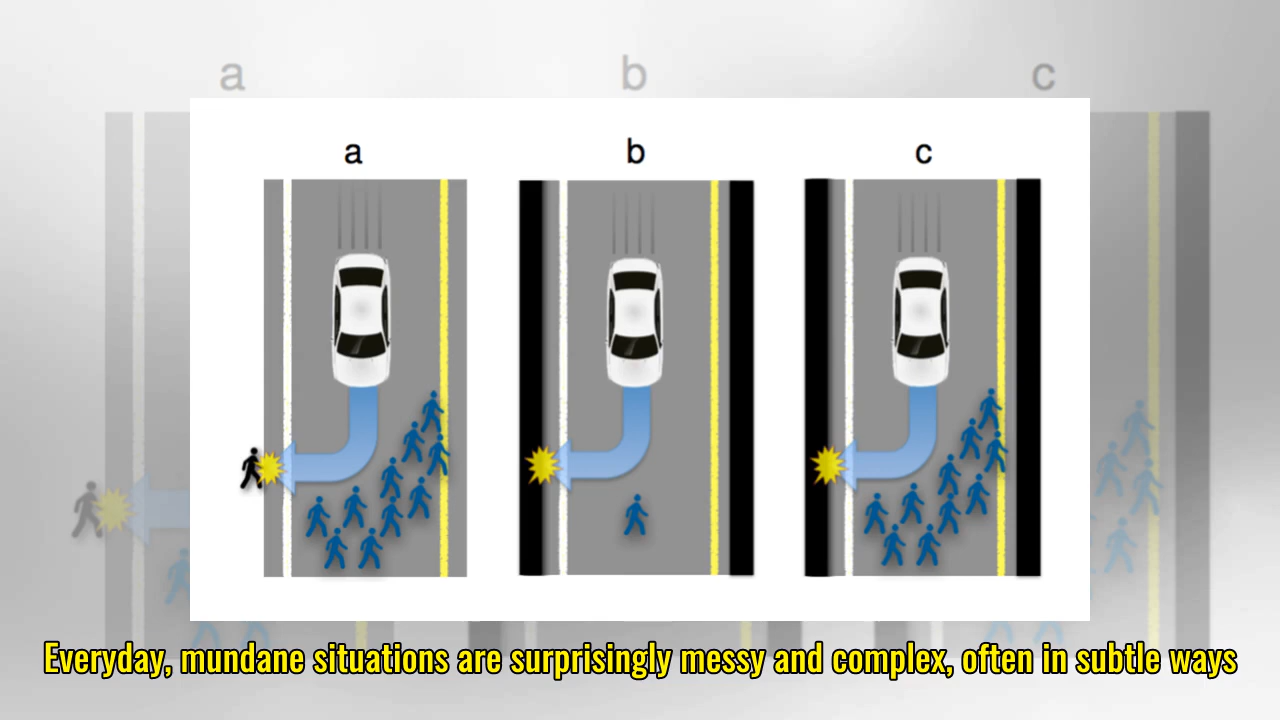 a b c
a b c
Everyday, mundane situations are surprisingly messy and complex, often in subtle ways